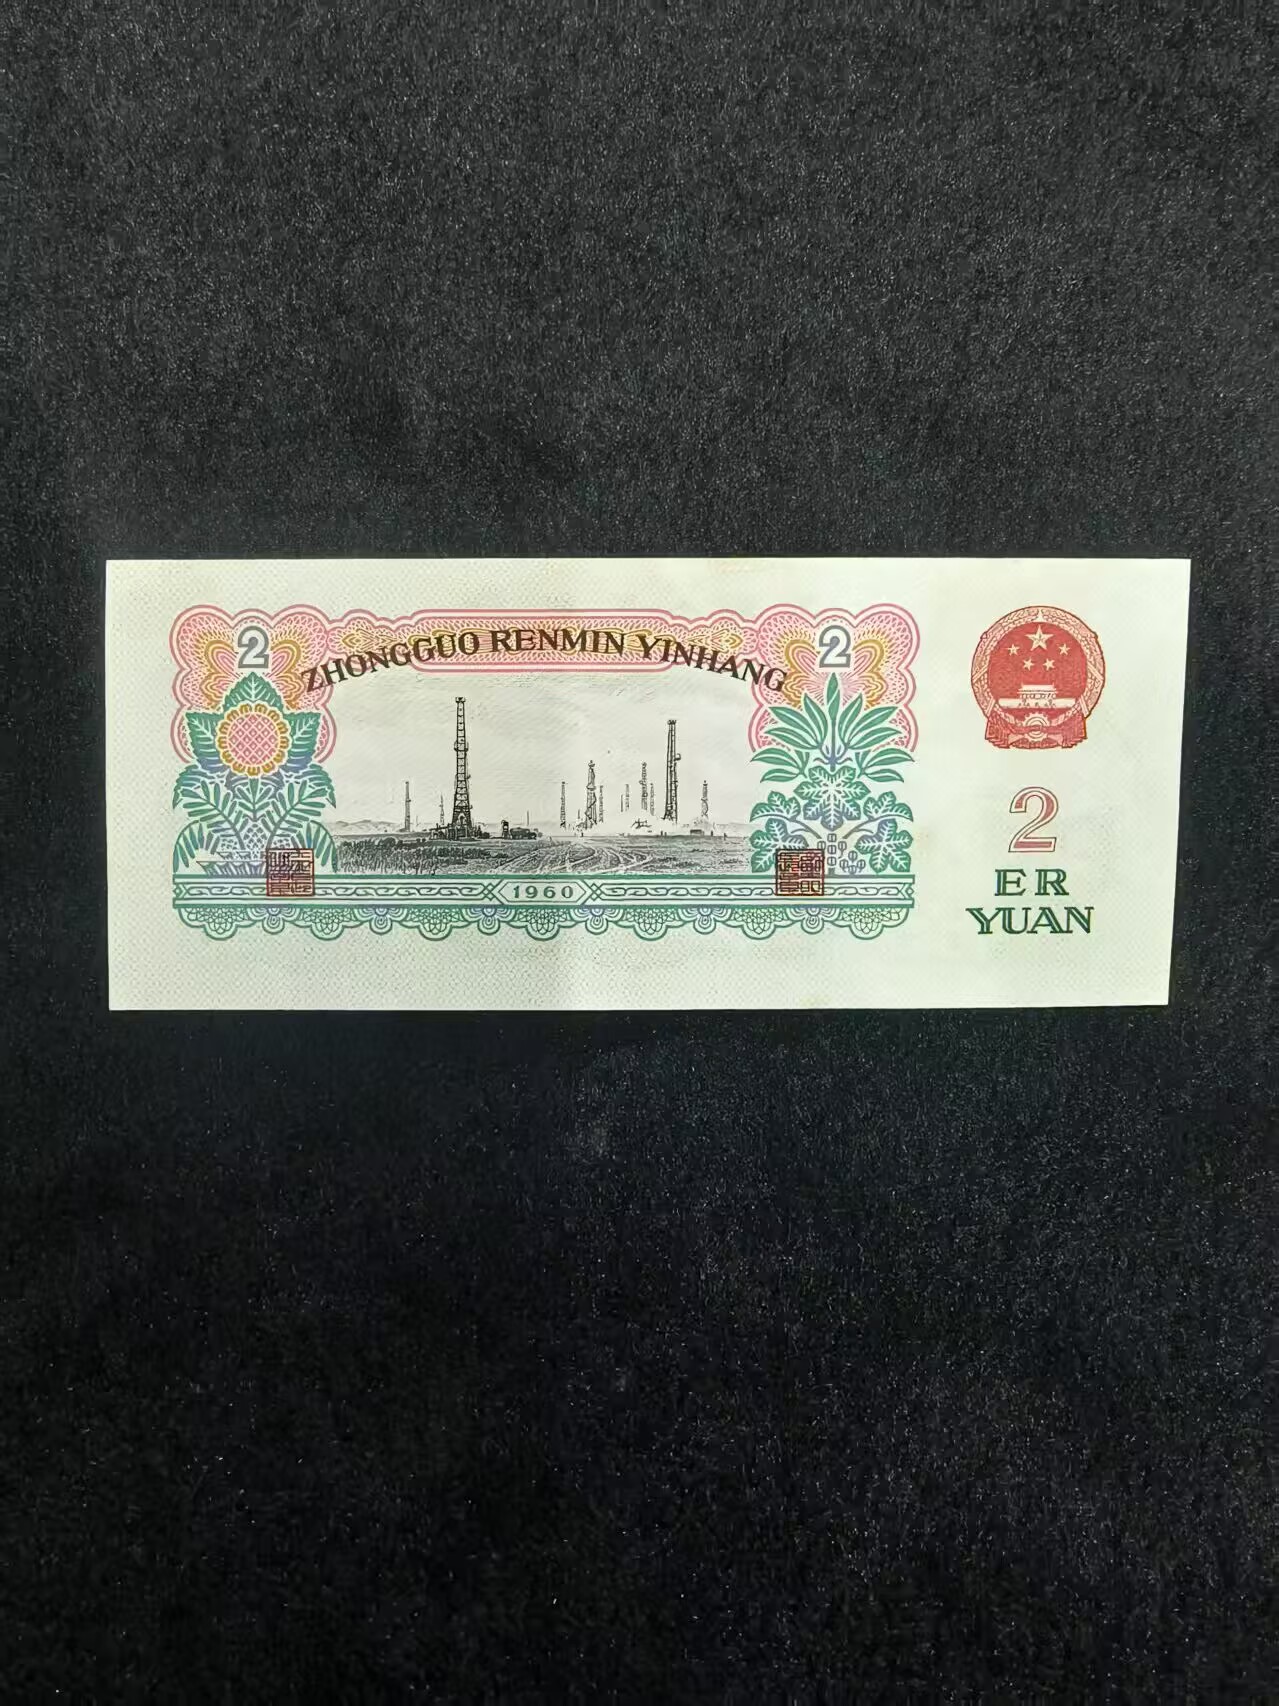 2
2
ZHONGGUO RENMIN YINHANG
1960
2
ER
YUAN